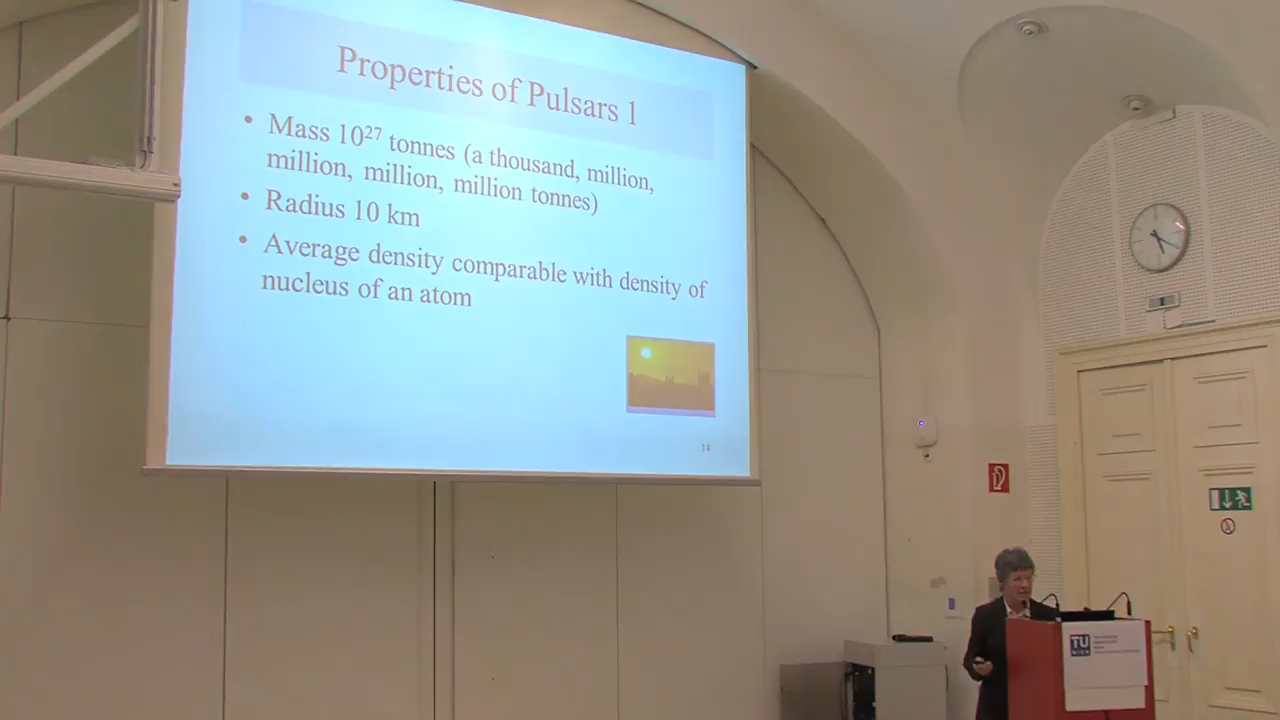 Properties of Pulsars 1
• Mass 10²⁷ tonnes (a thousand, million,
million, million, million tonnes)
• Radius 10 km
• Average density comparable with density of
nucleus of an atom
14
TU
WIEN